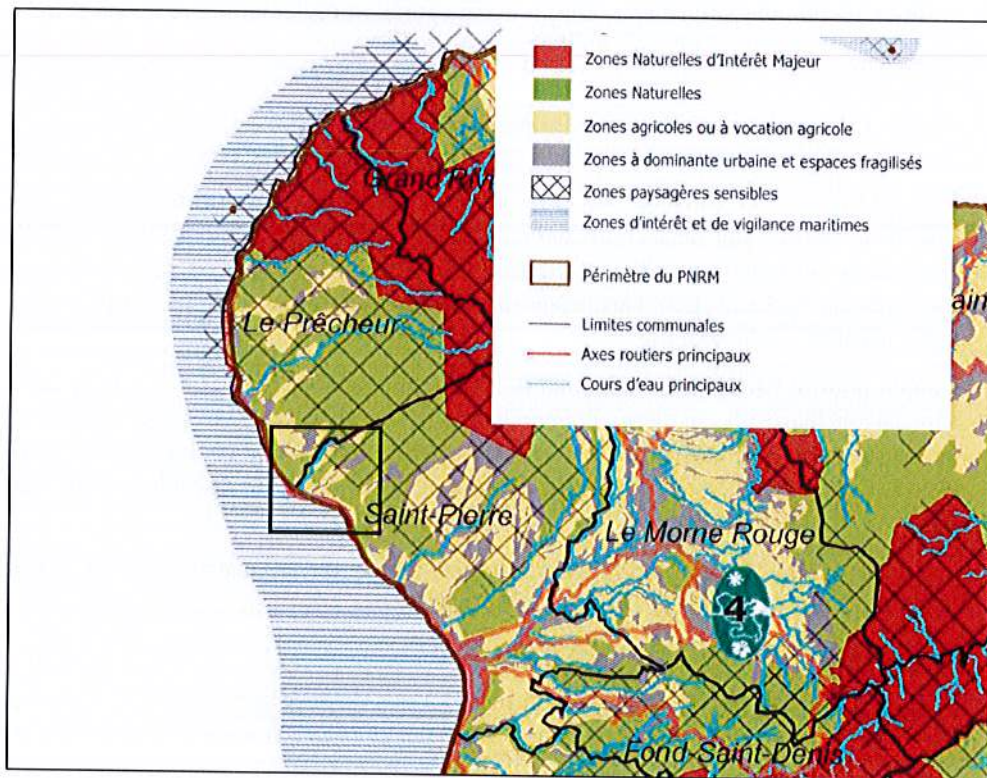 Zones Naturelles d'Intérêt Majeur
Zones Naturelles
Zones agricoles ou à vocation agricole
Zones à dominante urbaine et espaces fragilisés
Zones paysagères sensibles
Zones d'intérêt et de vigilance maritimes
Périmètre du PNRM
Limites communales
Axes routiers principaux
Cours d'eau principaux
Le Prêcheur
Saint-Pierre
Le Morne Rouge
4
Fond-Saint-Denis